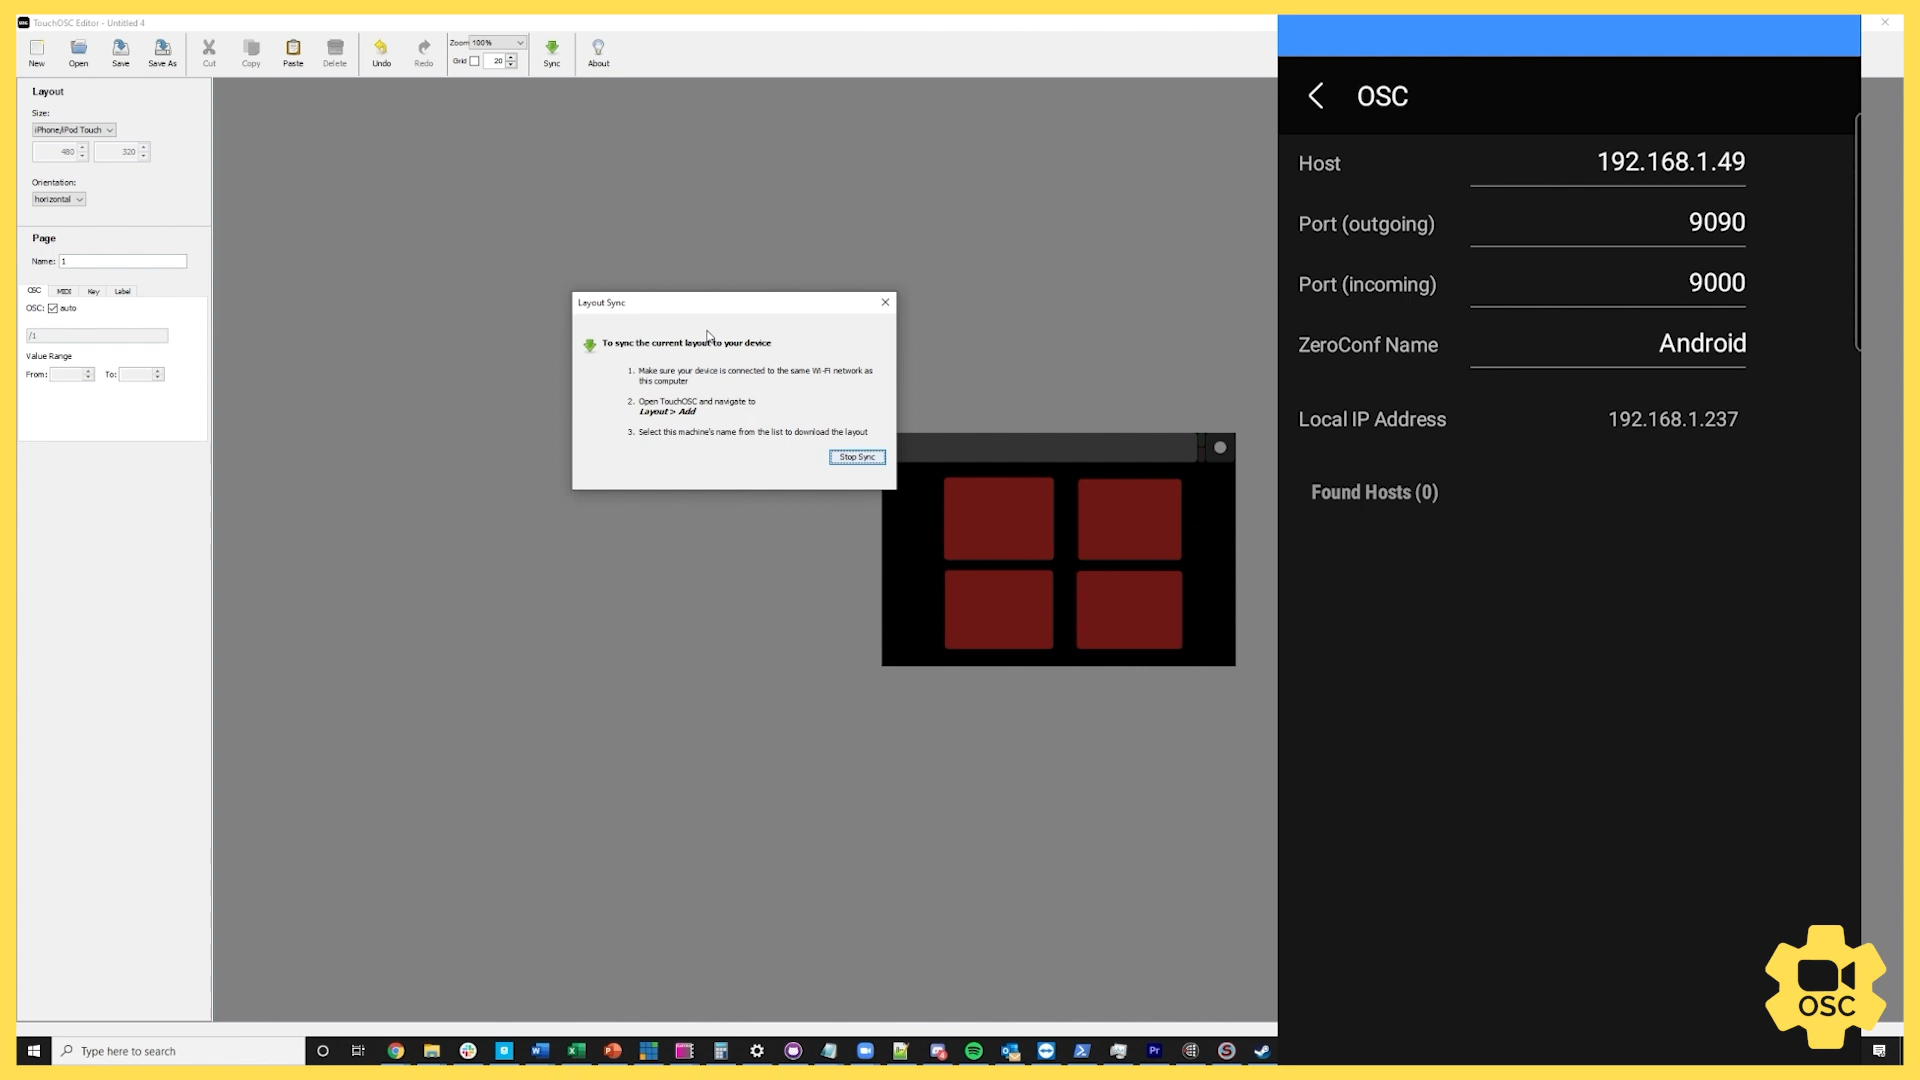 TouchOSC Editor - Untitled 4
New
Open
Save
Save As
Cut
Copy
Paste
Delete
Undo
Redo
Zoom 100%
Grid 20
Sync
About
Layout
Size:
iPhone/iPod Touch
480 320
Orientation:
horizontal
Page
Name: 1
OSC MIDI Key Label
OSC: auto
/1
Value Range
From: To:
Layout Sync
To sync the current layout to your device
1. Make sure your device is connected to the same Wi-Fi network as
this computer
2. Open TouchOSC and navigate to
Layout > Add
3. Select this machine's name from the list to download the layout
Stop Sync
OSC
Host 192.168.1.49
Port (outgoing) 9090
Port (incoming) 9000
ZeroConf Name Android
Local IP Address 192.168.1.237
Found Hosts (0)
OSC
Type here to search